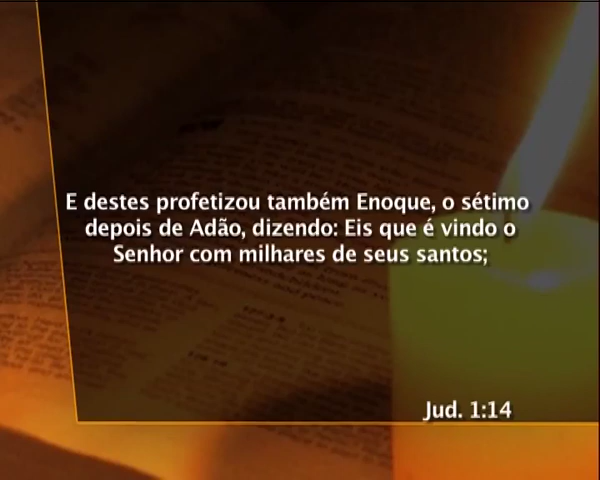 E destes profetizou também Enoque, o sétimo
depois de Adão, dizendo: Eis que é vindo o
Senhor com milhares de seus santos;
Jud. 1:14